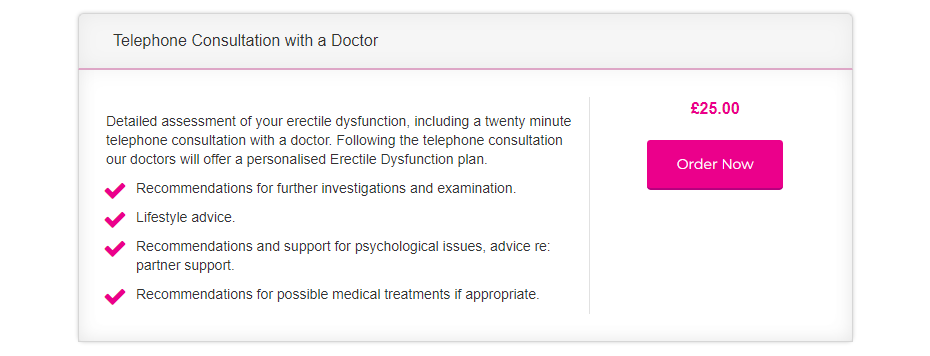 Telephone Consultation with a Doctor
£25.00
Detailed assessment of your erectile dysfunction, including a twenty minute
telephone consultation with a doctor. Following the telephone consultation
our doctors will offer a personalised Erectile Dysfunction plan.
Order Now
Recommendations for further investigations and examination.
Lifestyle advice.
Recommendations and support for psychological issues, advice re:
partner support.
Recommendations for possible medical treatments if appropriate.